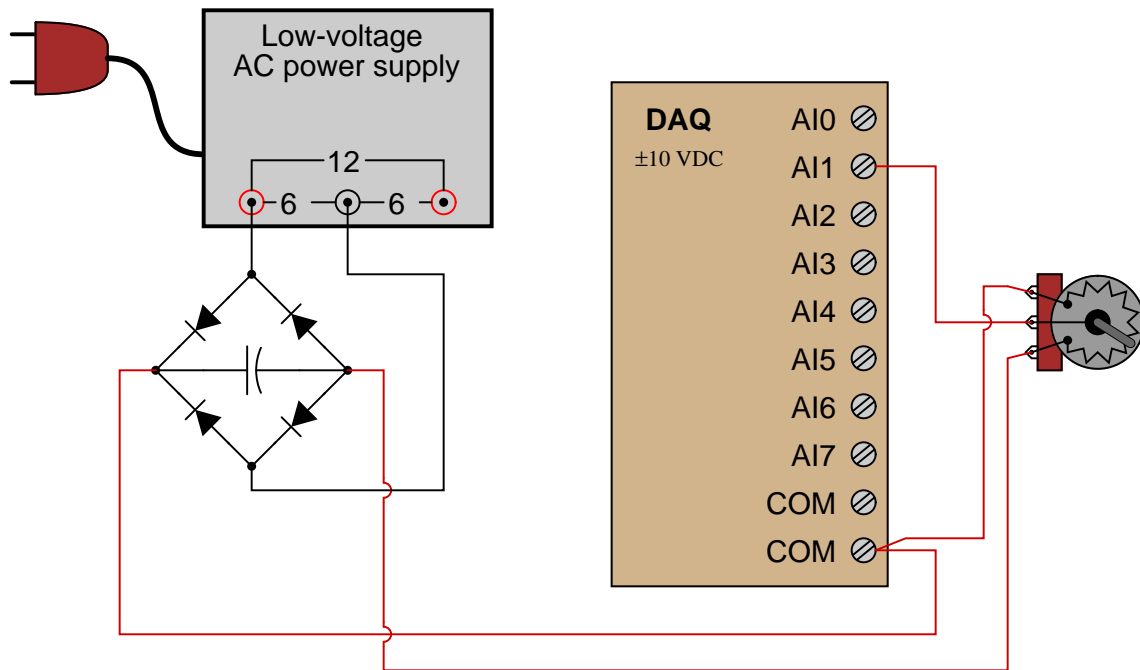 Low-voltage
AC power supply
12
6 6
DAQ
±10 VDC
AI0
AI1
AI2
AI3
AI4
AI5
AI6
AI7
COM
COM